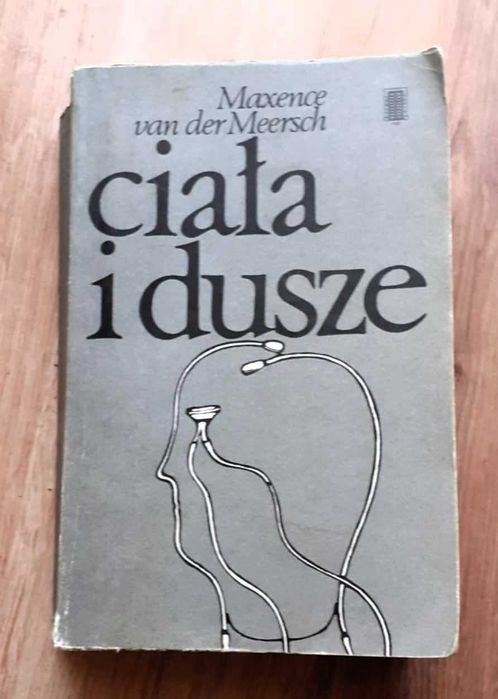 Maxence
van der Meersch
ciała
i dusze